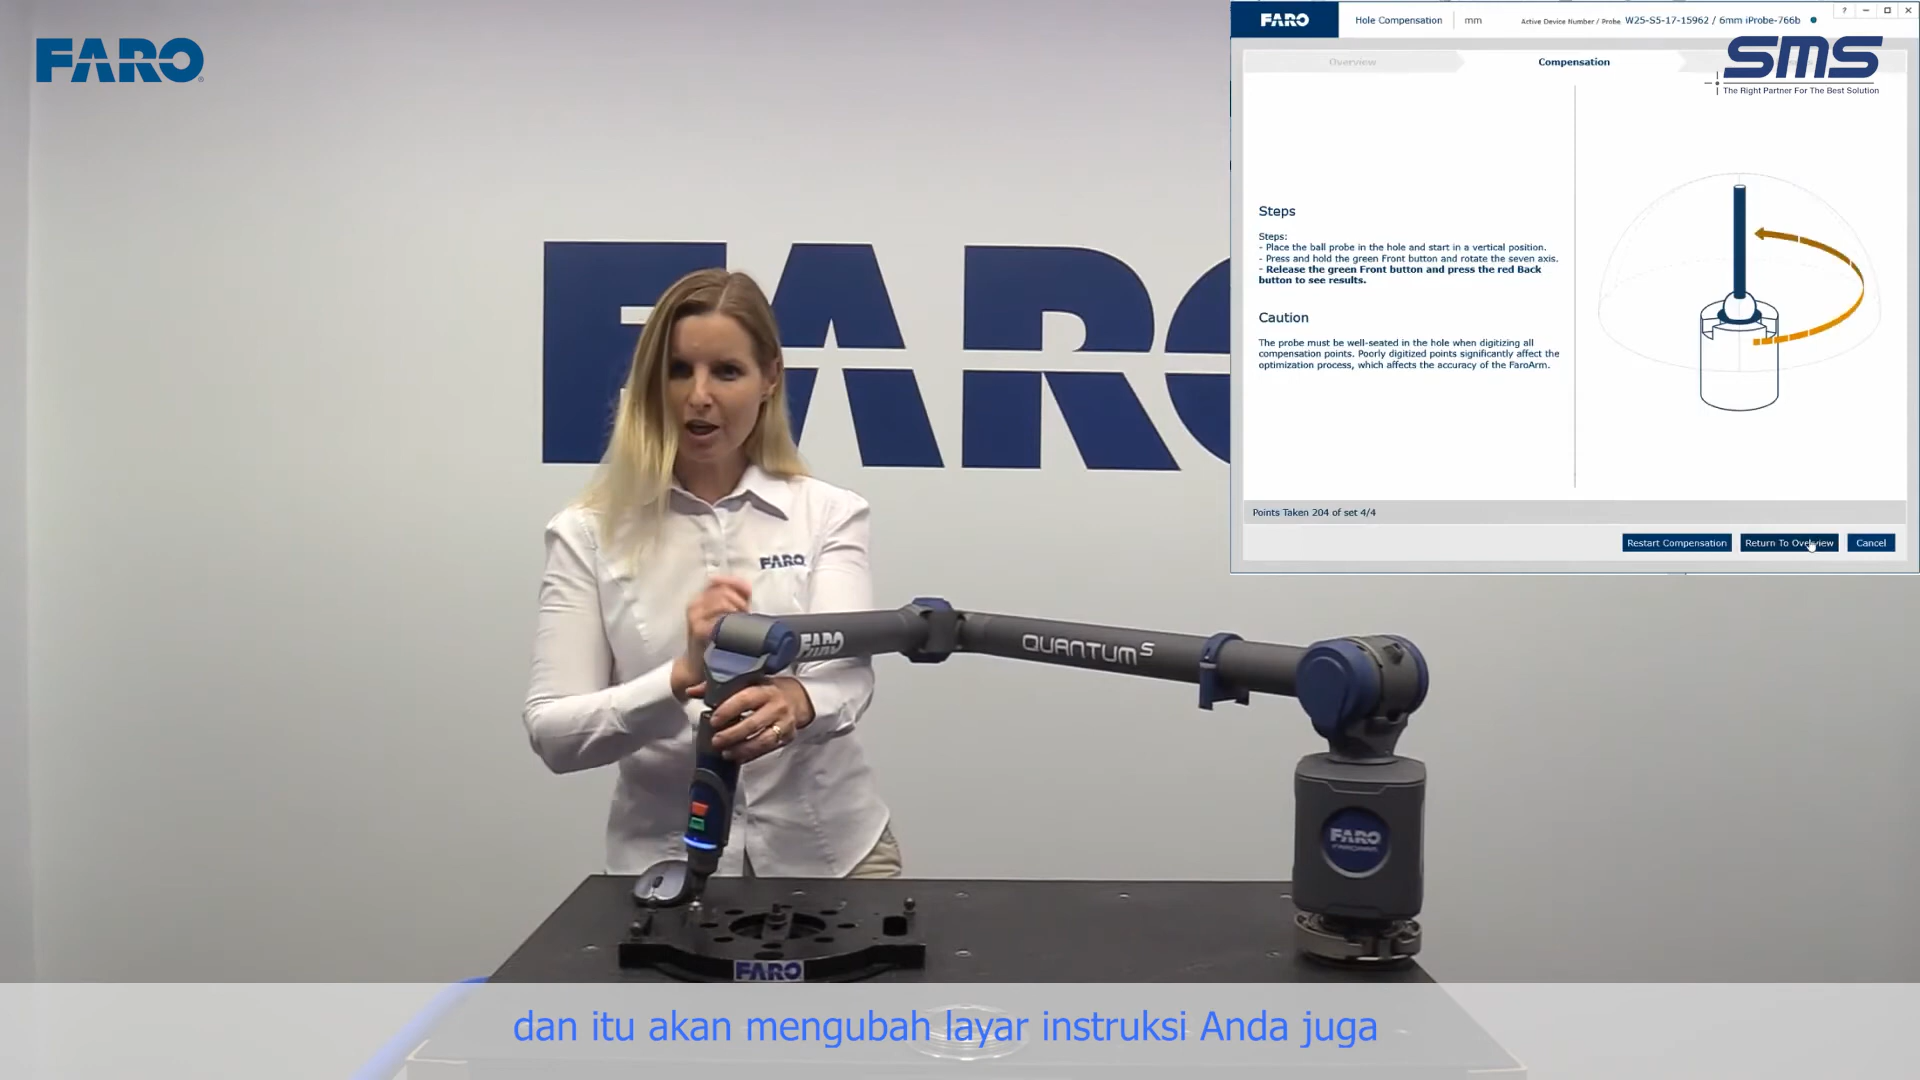 FARO
FARO
Hole Compensation
mm
Active Device Number / Probe
W25-S5-17-15962 / 6mm iProbe-766b
SMS
The Right Partner For The Best Solution
Overview
Compensation
Steps
Steps:
- Place the ball probe in the hole and start in a vertical position.
- Press and hold the green Front button and rotate the seven axis.
- Release the green Front button and press the red Back
button to see results.
Caution
The probe must be well-seated in the hole when digitizing all
compensation points. Poorly digitized points significantly affect the
optimization process, which affects the accuracy of the FaroArm.
Points Taken 204 of set 4/4
Restart Compensation
Return To Overview
Cancel
FARO
FARO
FARO
QUANTUM S
FARO
FAROARM
FARO
dan itu akan mengubah layar instruksi Anda juga